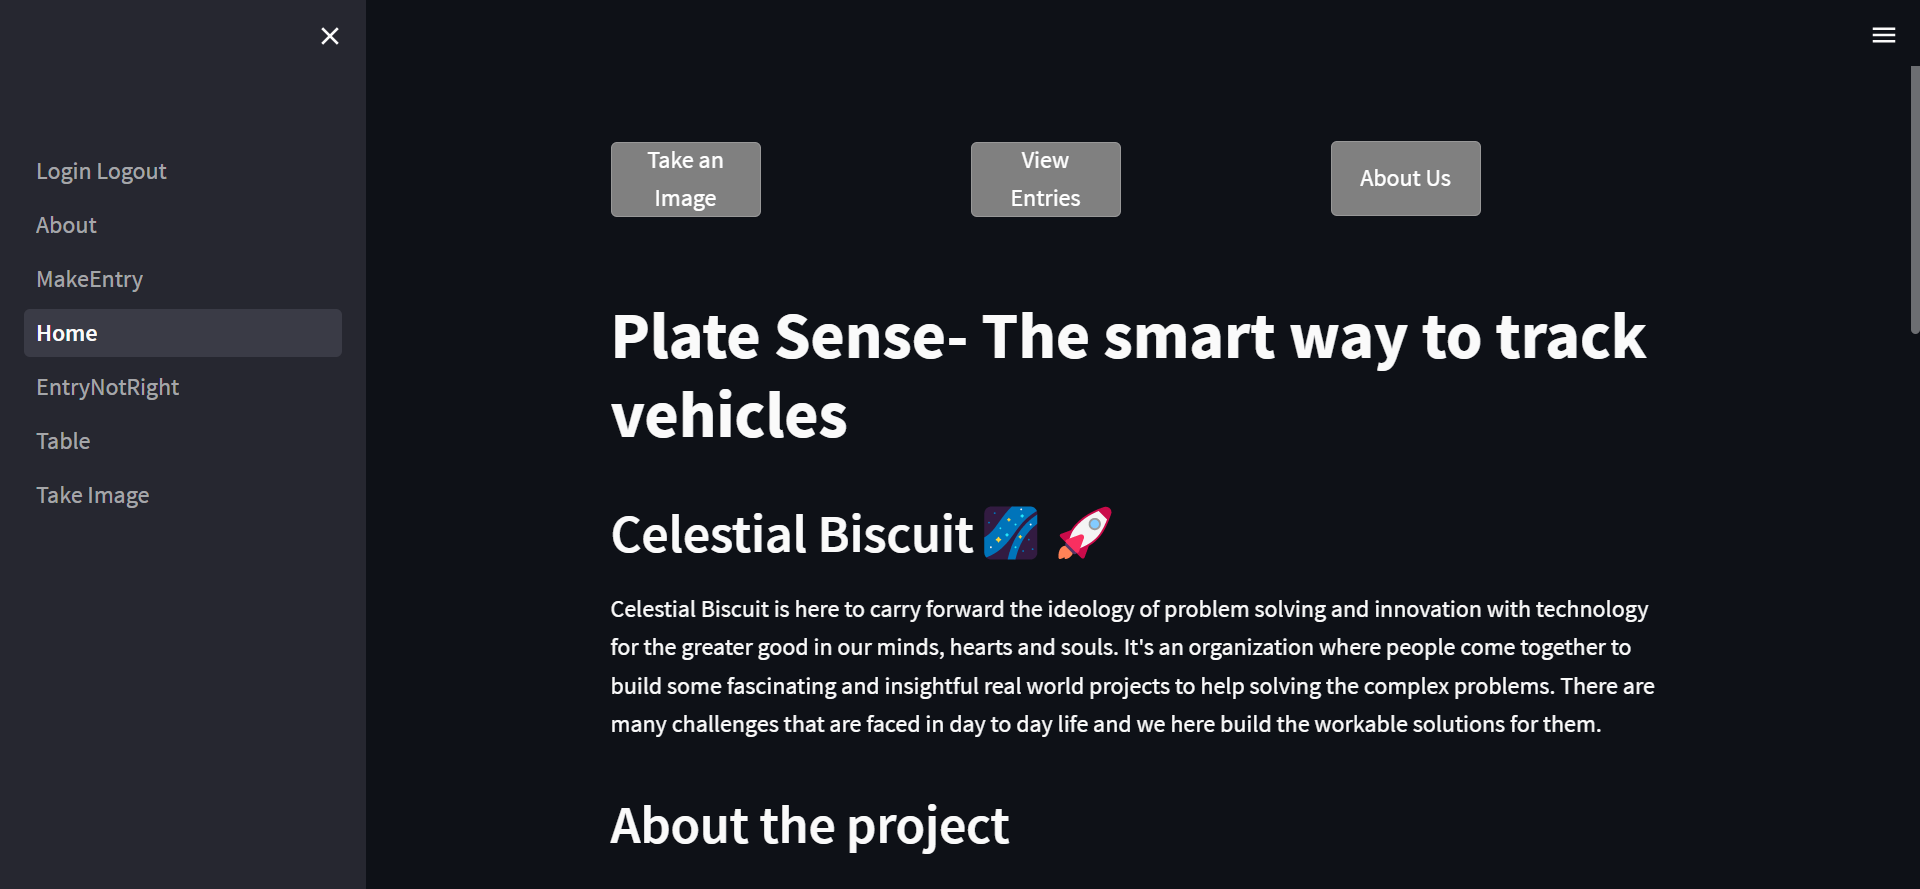 Login Logout
About
MakeEntry
Home
EntryNotRight
Table
Take Image
Take an
Image
View
Entries
About Us
Plate Sense- The smart way to track
vehicles
Celestial Biscuit
Celestial Biscuit is here to carry forward the ideology of problem solving and innovation with technology
for the greater good in our minds, hearts and souls. It's an organization where people come together to
build some fascinating and insightful real world projects to help solving the complex problems. There are
many challenges that are faced in day to day life and we here build the workable solutions for them.
About the project